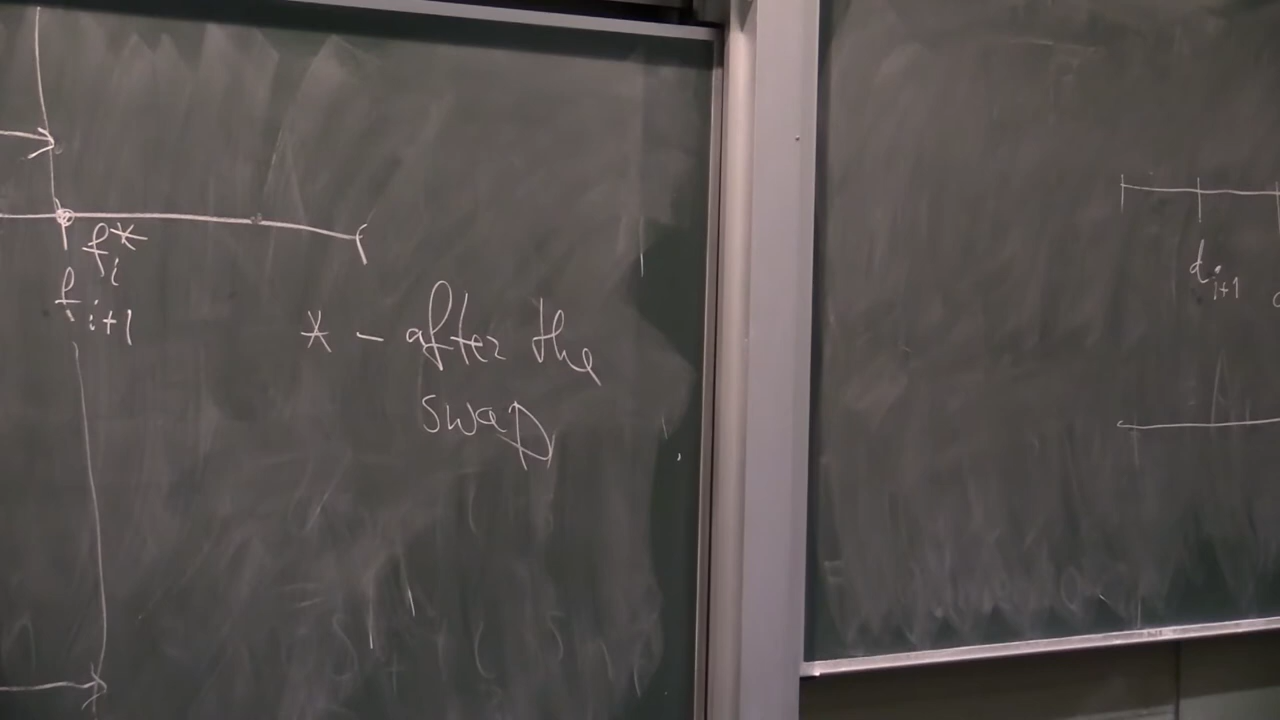 f*i
fi+1
* - after the
swap
di+1